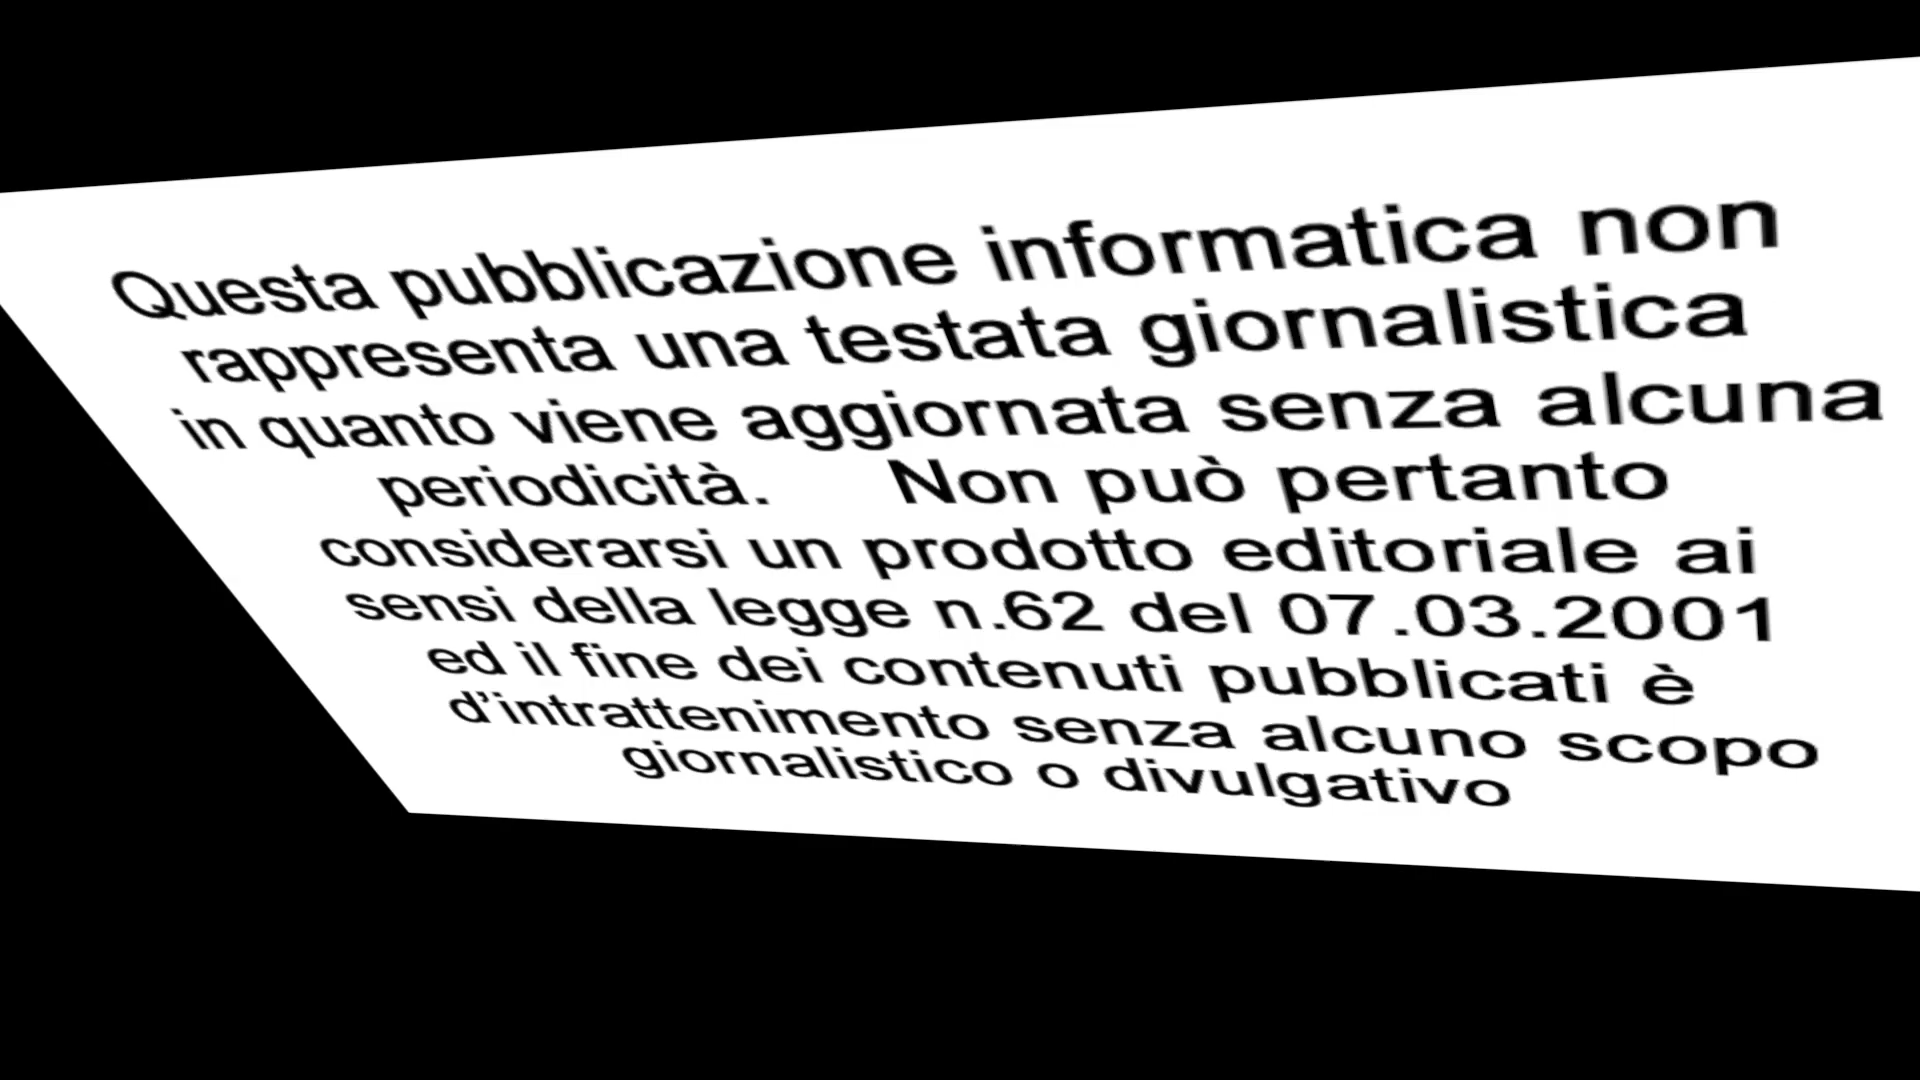 Questa pubblicazione informatica non
rappresenta una testata giornalistica
in quanto viene aggiornata senza alcuna
periodicità. Non può pertanto
considerarsi un prodotto editoriale ai
sensi della legge n.62 del 07.03.2001
ed il fine dei contenuti pubblicati è
d’intrattenimento senza alcuno scopo
giornalistico o divulgativo